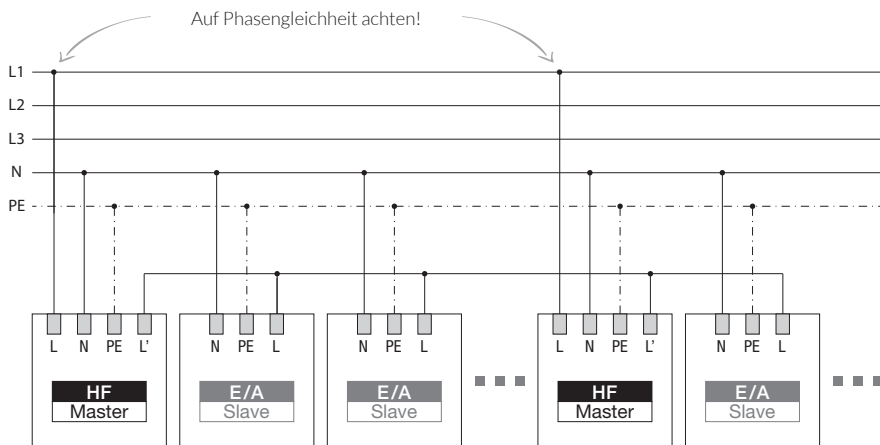 Auf Phasengleichheit achten!
L1
L2
L3
N
PE
L N PE L' N PE L N PE L L N PE L' N PE L
HF E/A E/A HF E/A
Master Slave Slave Master Slave